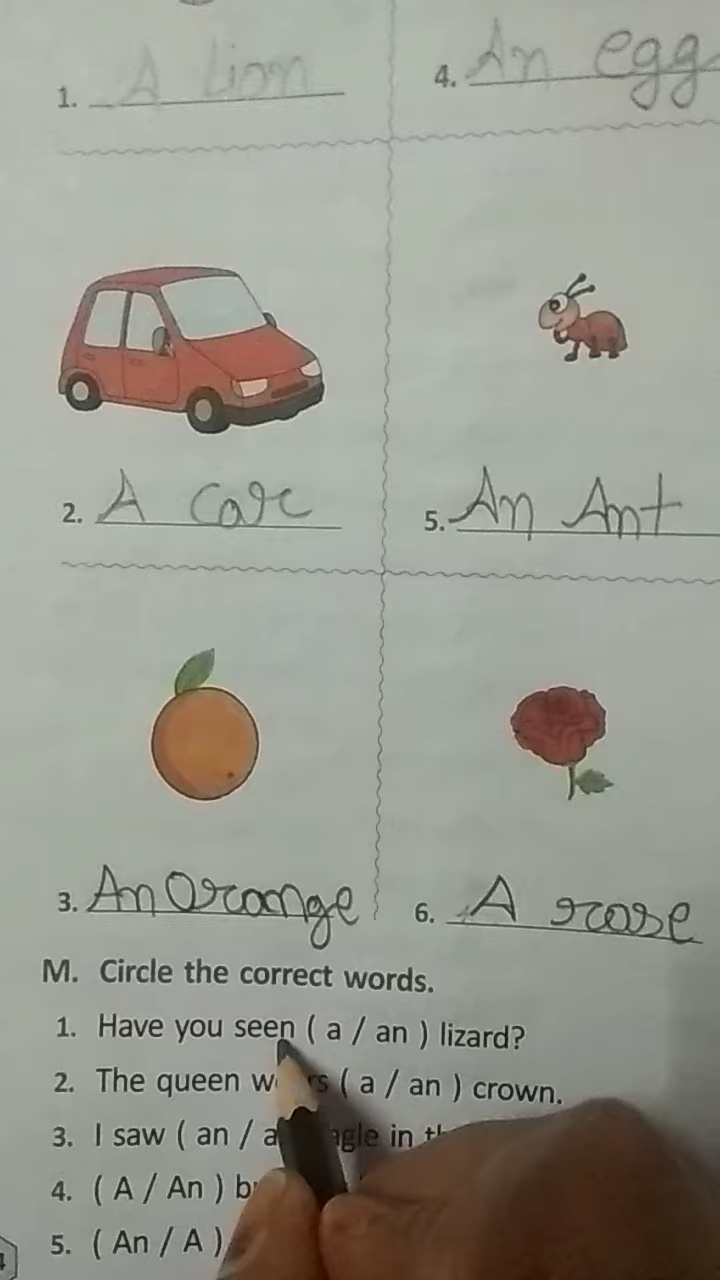 1. A Lion
4. An egg
2. A Car
5. An Ant
3. An Orange
6. A rose
M. Circle the correct words.
1. Have you seen ( a / an ) lizard?
2. The queen ( a / an ) crown.
3. I saw ( an / a in
4. ( A / An )
5. ( An / A )